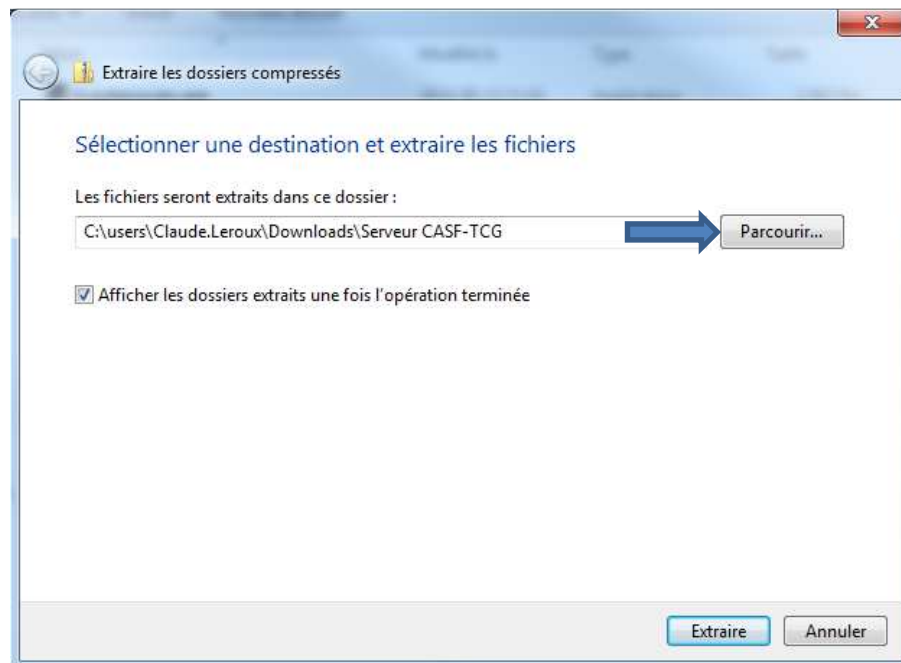 Extraire les dossiers compressés
Sélectionner une destination et extraire les fichiers
Les fichiers seront extraits dans ce dossier :
C:\users\Claude.Leroux\Downloads\Serveur CASF-TCG
Parcourir...
Afficher les dossiers extraits une fois l'opération terminée
Extraire
Annuler